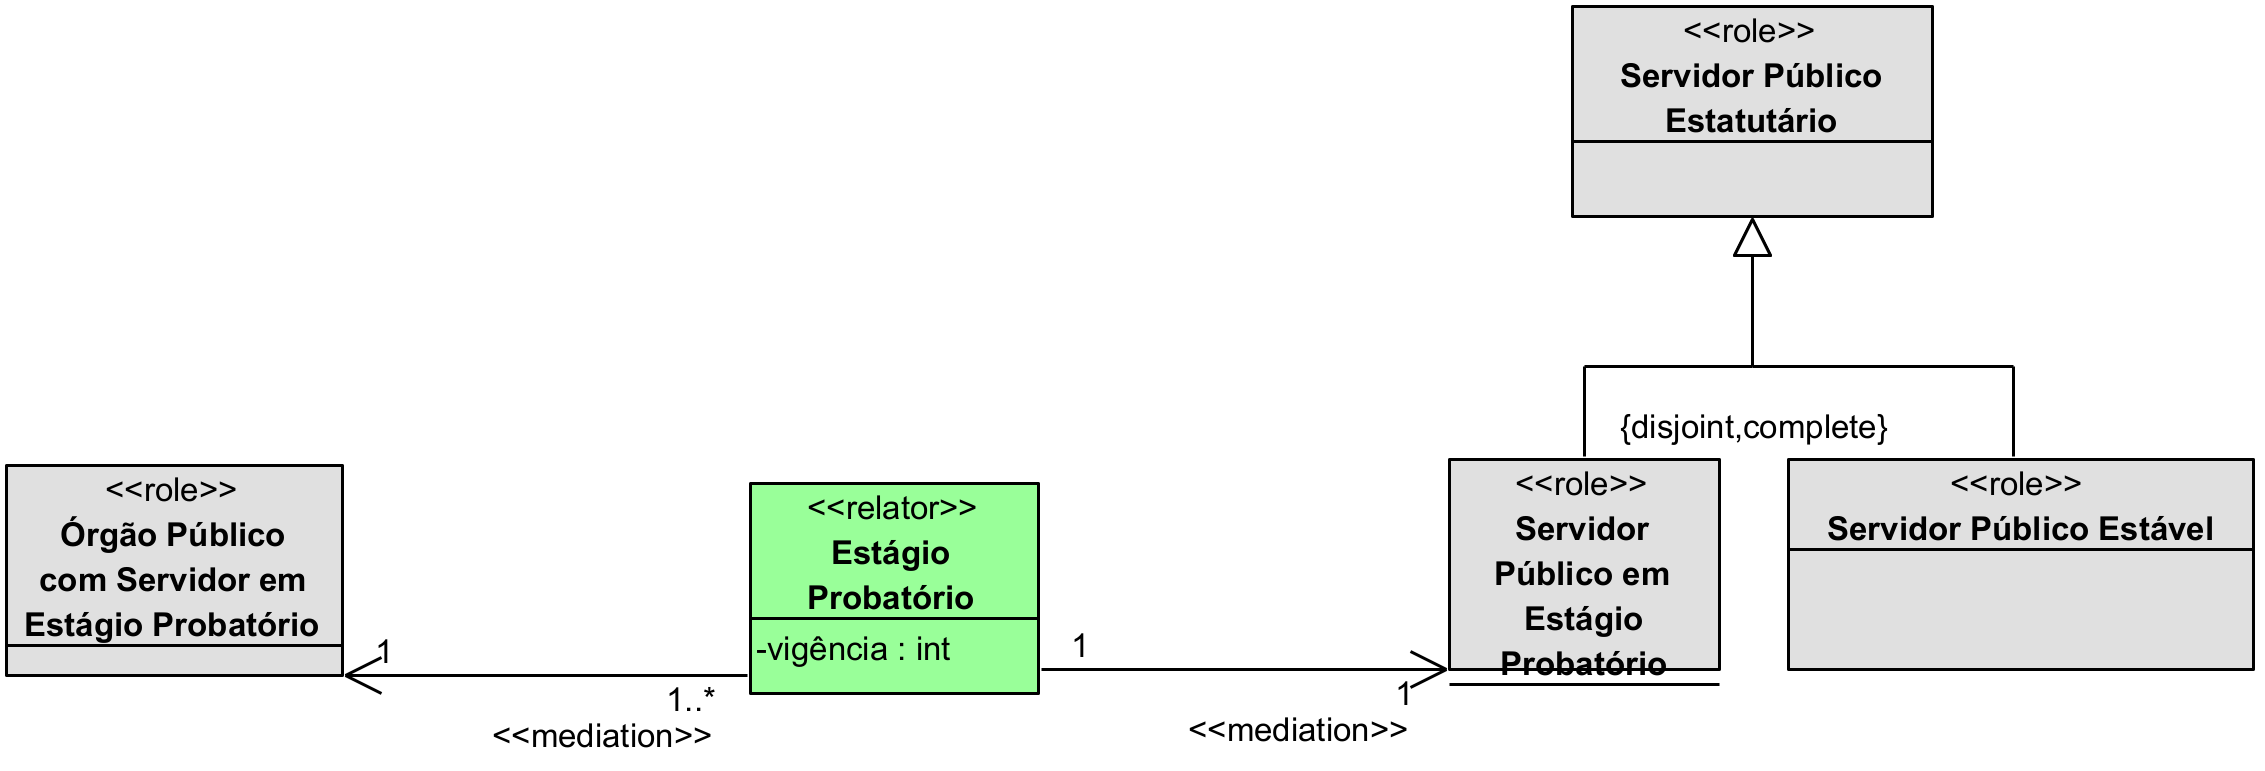 <<role>>
Servidor Público
Estatutário
{disjoint,complete}
<<role>>
Órgão Público
com Servidor em
Estágio Probatório
1
1..*
<<mediation>>
<<relator>>
Estágio
Probatório
-vigência : int
1
1
<<mediation>>
<<role>>
Servidor
Público em
Estágio
Probatório
<<role>>
Servidor Público Estável